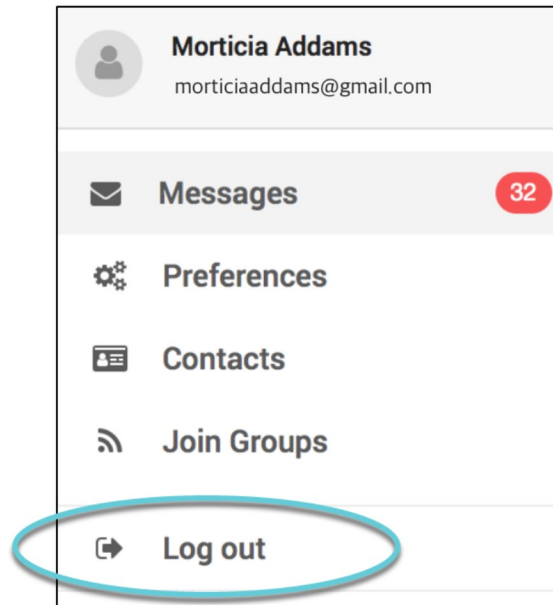 Morticia Addams
morticiaaddams@gmail.com
Messages 32
Preferences
Contacts
Join Groups
Log out